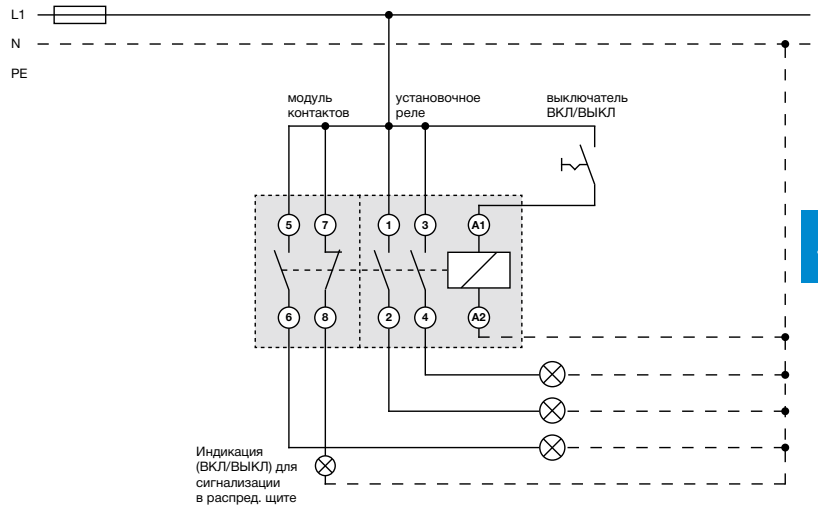 L1
N
PE
модуль
контактов
установочное
реле
выключатель
ВКЛ/ВЫКЛ
5 7 1 3 A1
6 8 2 4 A2
Индикация
(ВКЛ/ВЫКЛ) для
сигнализации
в распред. щите